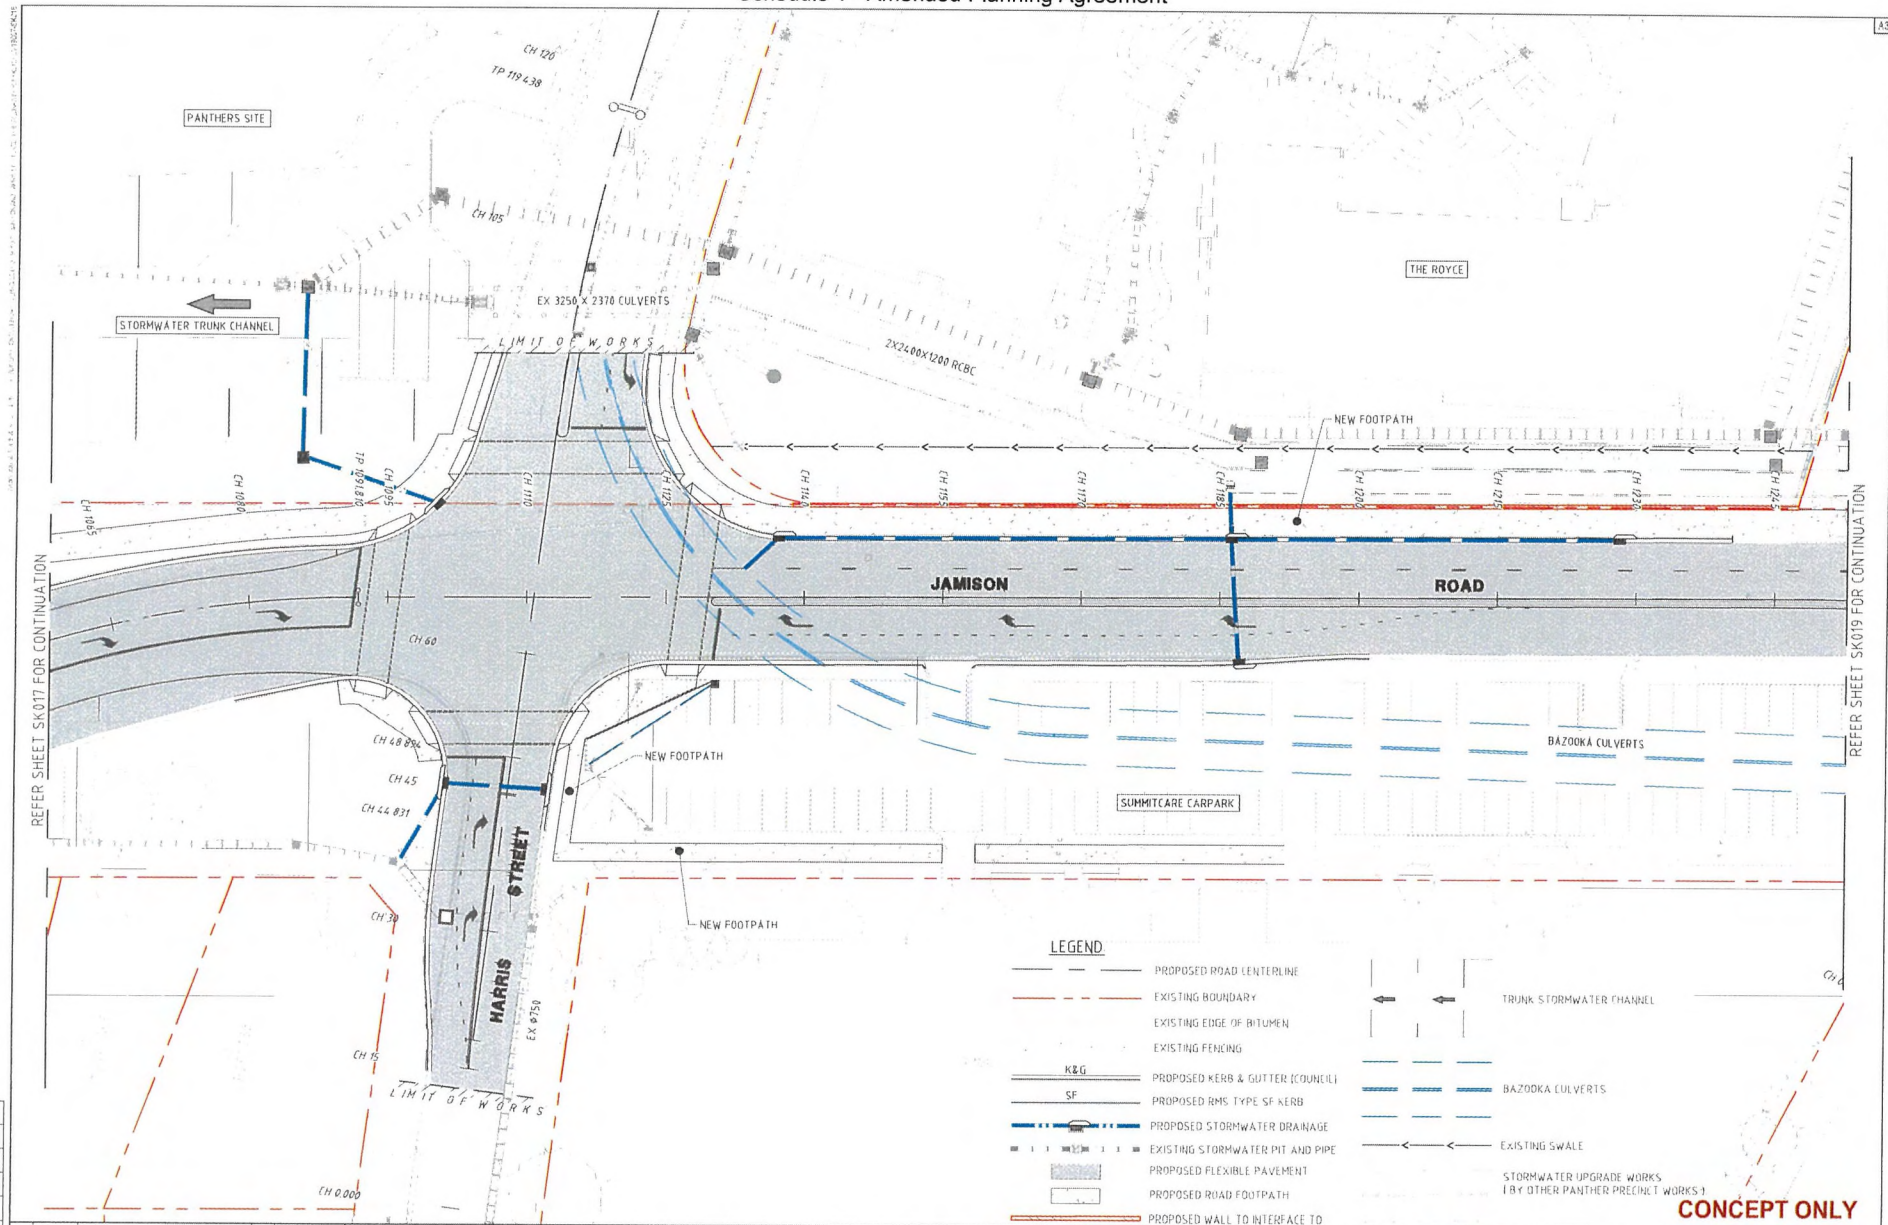 Schedule 1 - Amended Planning Agreement
A3
CH 120
TP 119.438
PANTHERS SITE
CH 105
THE ROYCE
EX 3250 X 2370 CULVERTS
STORMWATER TRUNK CHANNEL
LIMIT OF WORKS
2X2400X1200 RCBC
NEW FOOTPATH
CH 1065
CH 1080
TP 1091.810
CH 1095
CH 1110
CH 1125
CH 1140
CH 1155
CH 1170
CH 1185
CH 1200
CH 1215
CH 1230
CH 1245
REFER SHEET SK017 FOR CONTINUATION
REFER SHEET SK019 FOR CONTINUATION
JAMISON ROAD
CH 60
CH 48.894
NEW FOOTPATH
BAZOOKA CULVERTS
CH 45
SUMMITCARE CARPARK
CH 44.831
HARRIS STREET
CH 30
NEW FOOTPATH
EX Ø750
CH 15
LIMIT OF WORKS
CH 0.000
CH 0
LEGEND
PROPOSED ROAD CENTERLINE
EXISTING BOUNDARY
EXISTING EDGE OF BITUMEN
EXISTING FENCING
K&G PROPOSED KERB & GUTTER (COUNCIL)
SF PROPOSED RMS TYPE SF KERB
PROPOSED STORMWATER DRAINAGE
EXISTING STORMWATER PIT AND PIPE
PROPOSED FLEXIBLE PAVEMENT
PROPOSED ROAD FOOTPATH
PROPOSED WALL TO INTERFACE TO
TRUNK STORMWATER CHANNEL
BAZOOKA CULVERTS
EXISTING SWALE
STORMWATER UPGRADE WORKS
(BY OTHER PANTHER PRECINCT WORKS)
CONCEPT ONLY